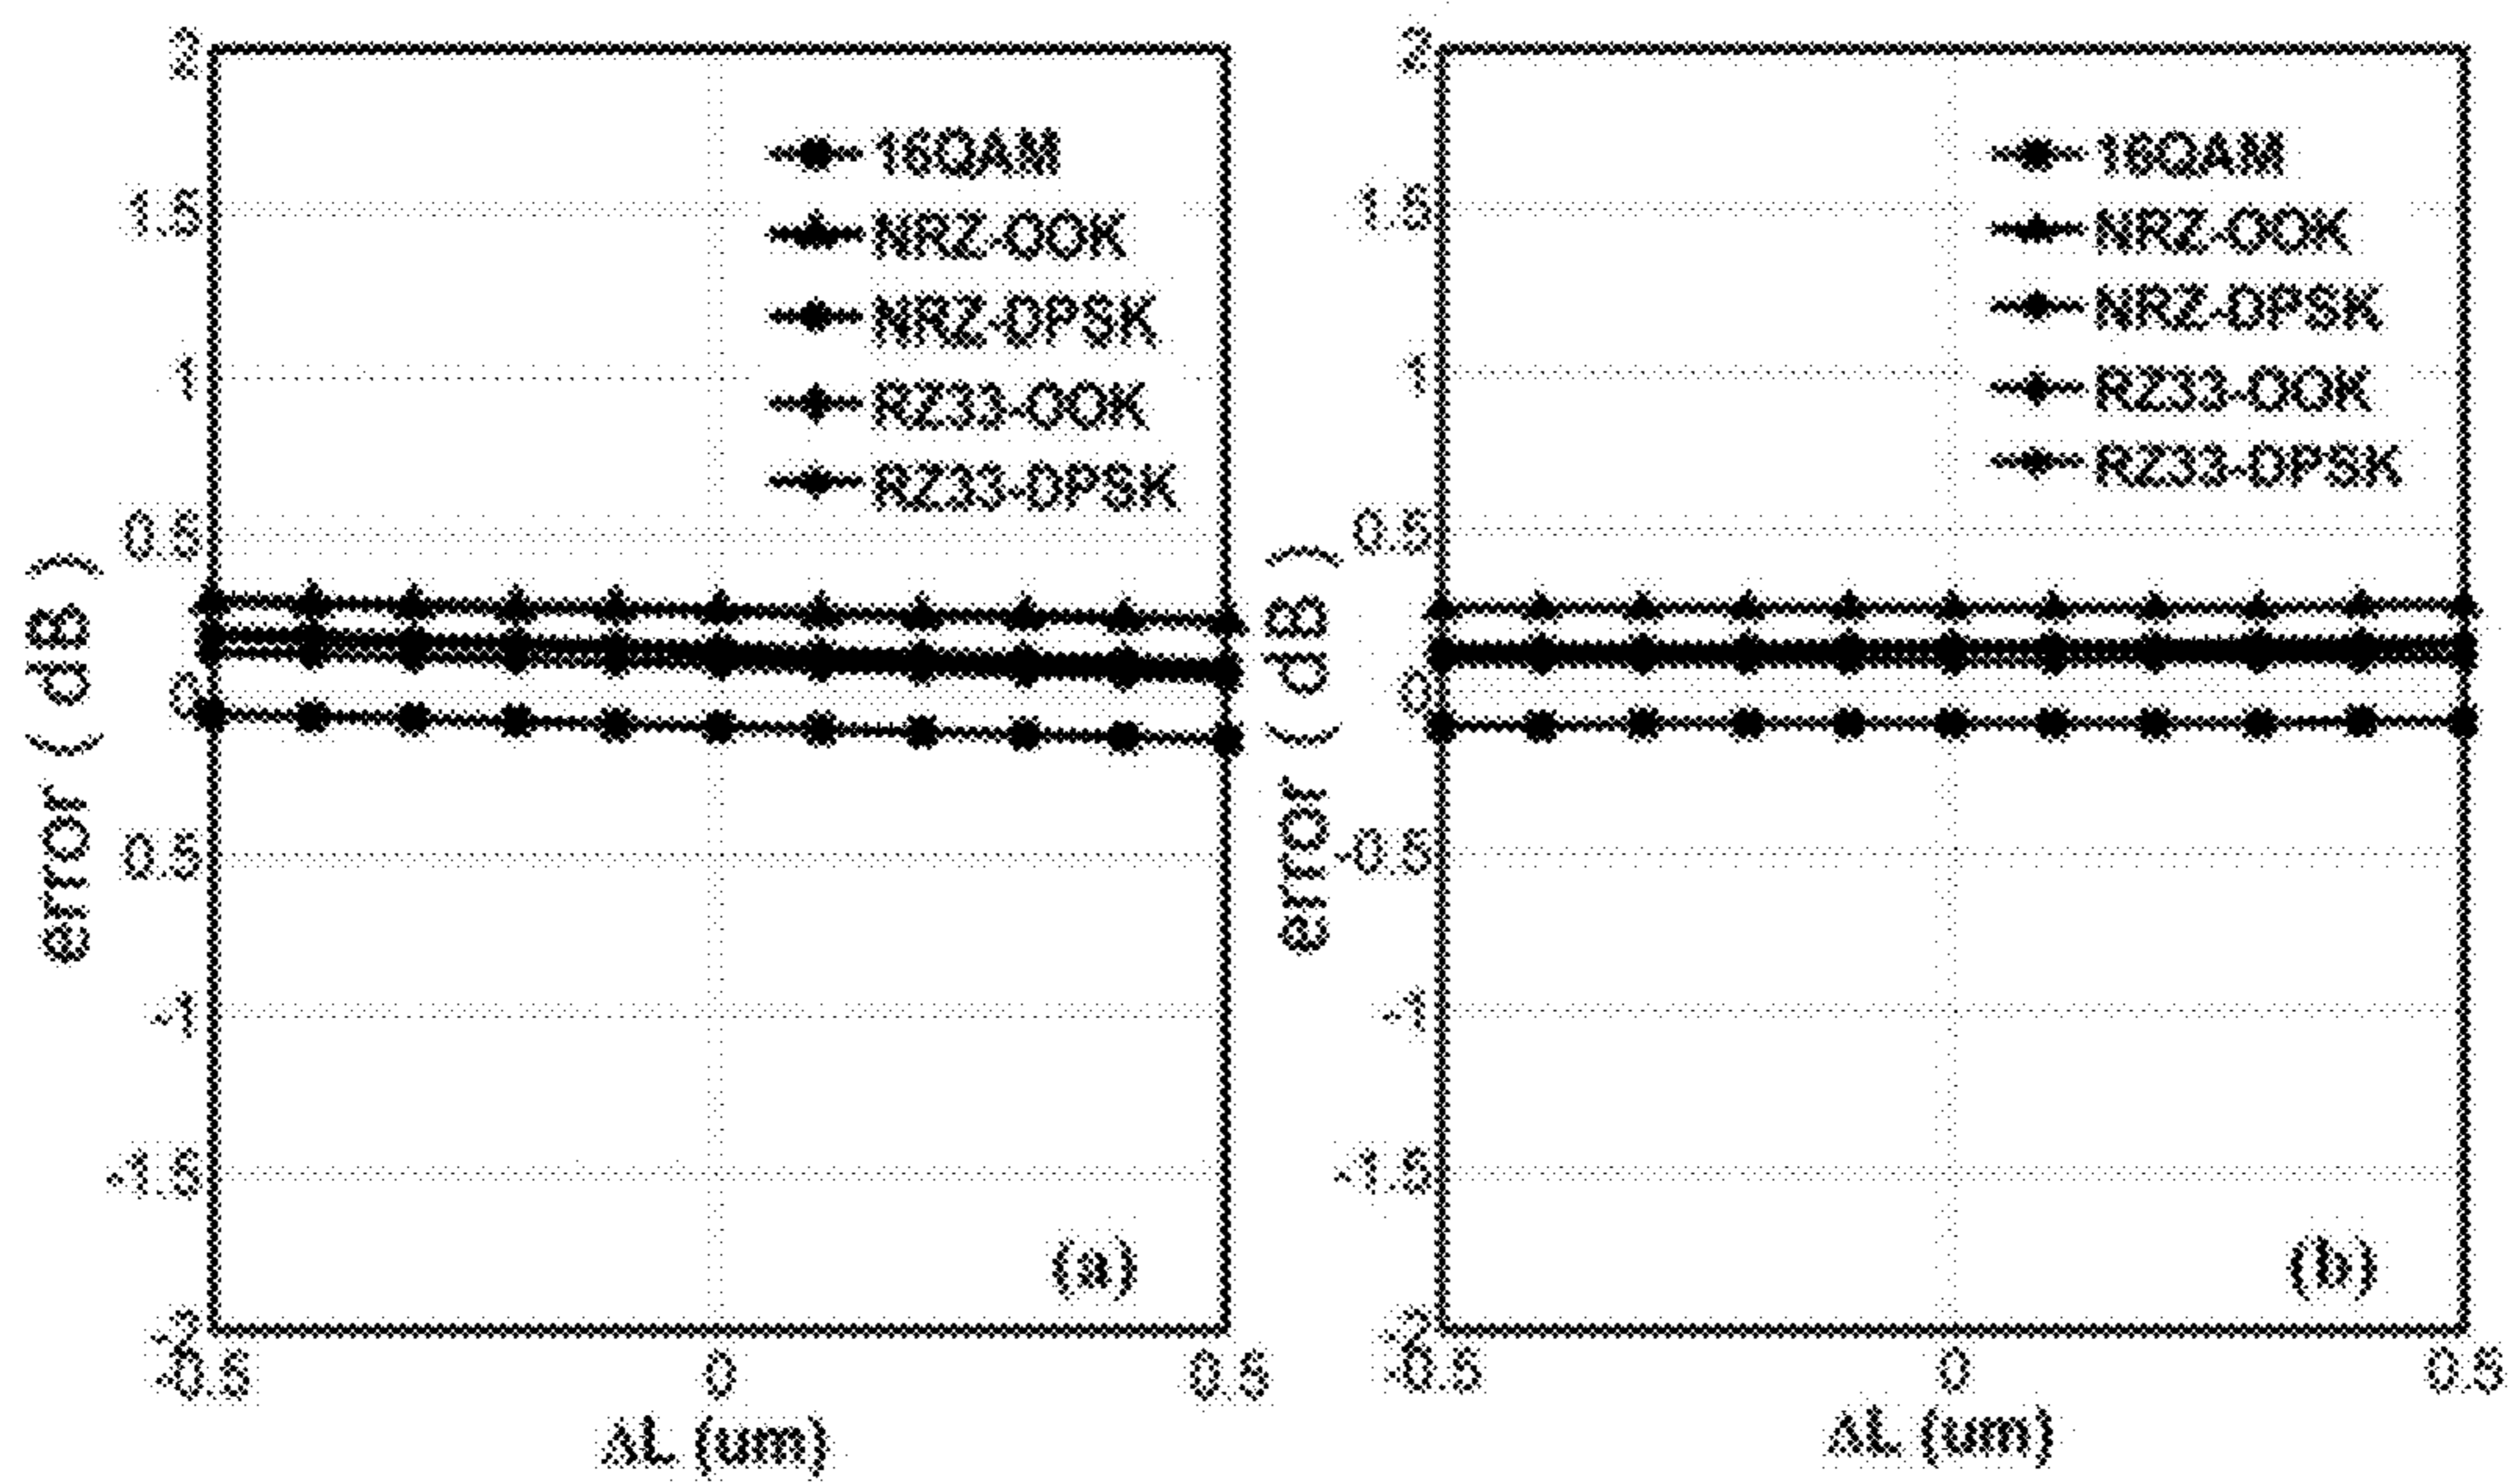 2
1.5
1
0.5
0
0.5
-1
-1.5
-2
-0.5
0
0.5
error ( dB )
ΔL (um)
16QAM
NRZ-OOK
NRZ-DPSK
RZ33-OOK
RZ33-DPSK
(a)
2
1.5
1
0.5
0
-0.5
-1
-1.5
-2
-0.5
0
0.5
error ( dB )
ΔL (um)
16QAM
NRZ-OOK
NRZ-DPSK
RZ33-OOK
RZ33-DPSK
(b)